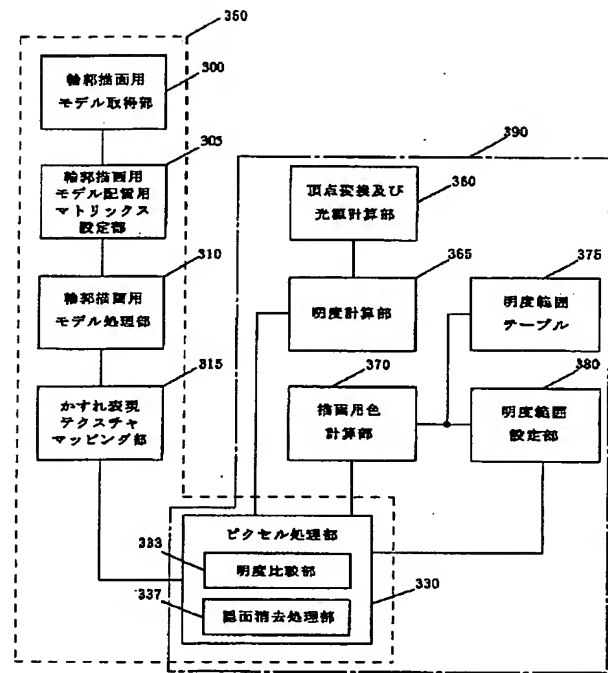 350
輪郭描画用
モデル取得部
300
305
輪郭描画用
モデル配置用
マトリックス
設定部
310
輪郭描画用
モデル処理部
315
かすれ表現
テクスチャ
マッピング部
390
頂点変換及び
光源計算部
360
365
明度計算部
375
明度範囲
テーブル
370
描画用色
計算部
380
明度範囲
設定部
ピクセル処理部
333
明度比較部
337
隠面消去処理部
330